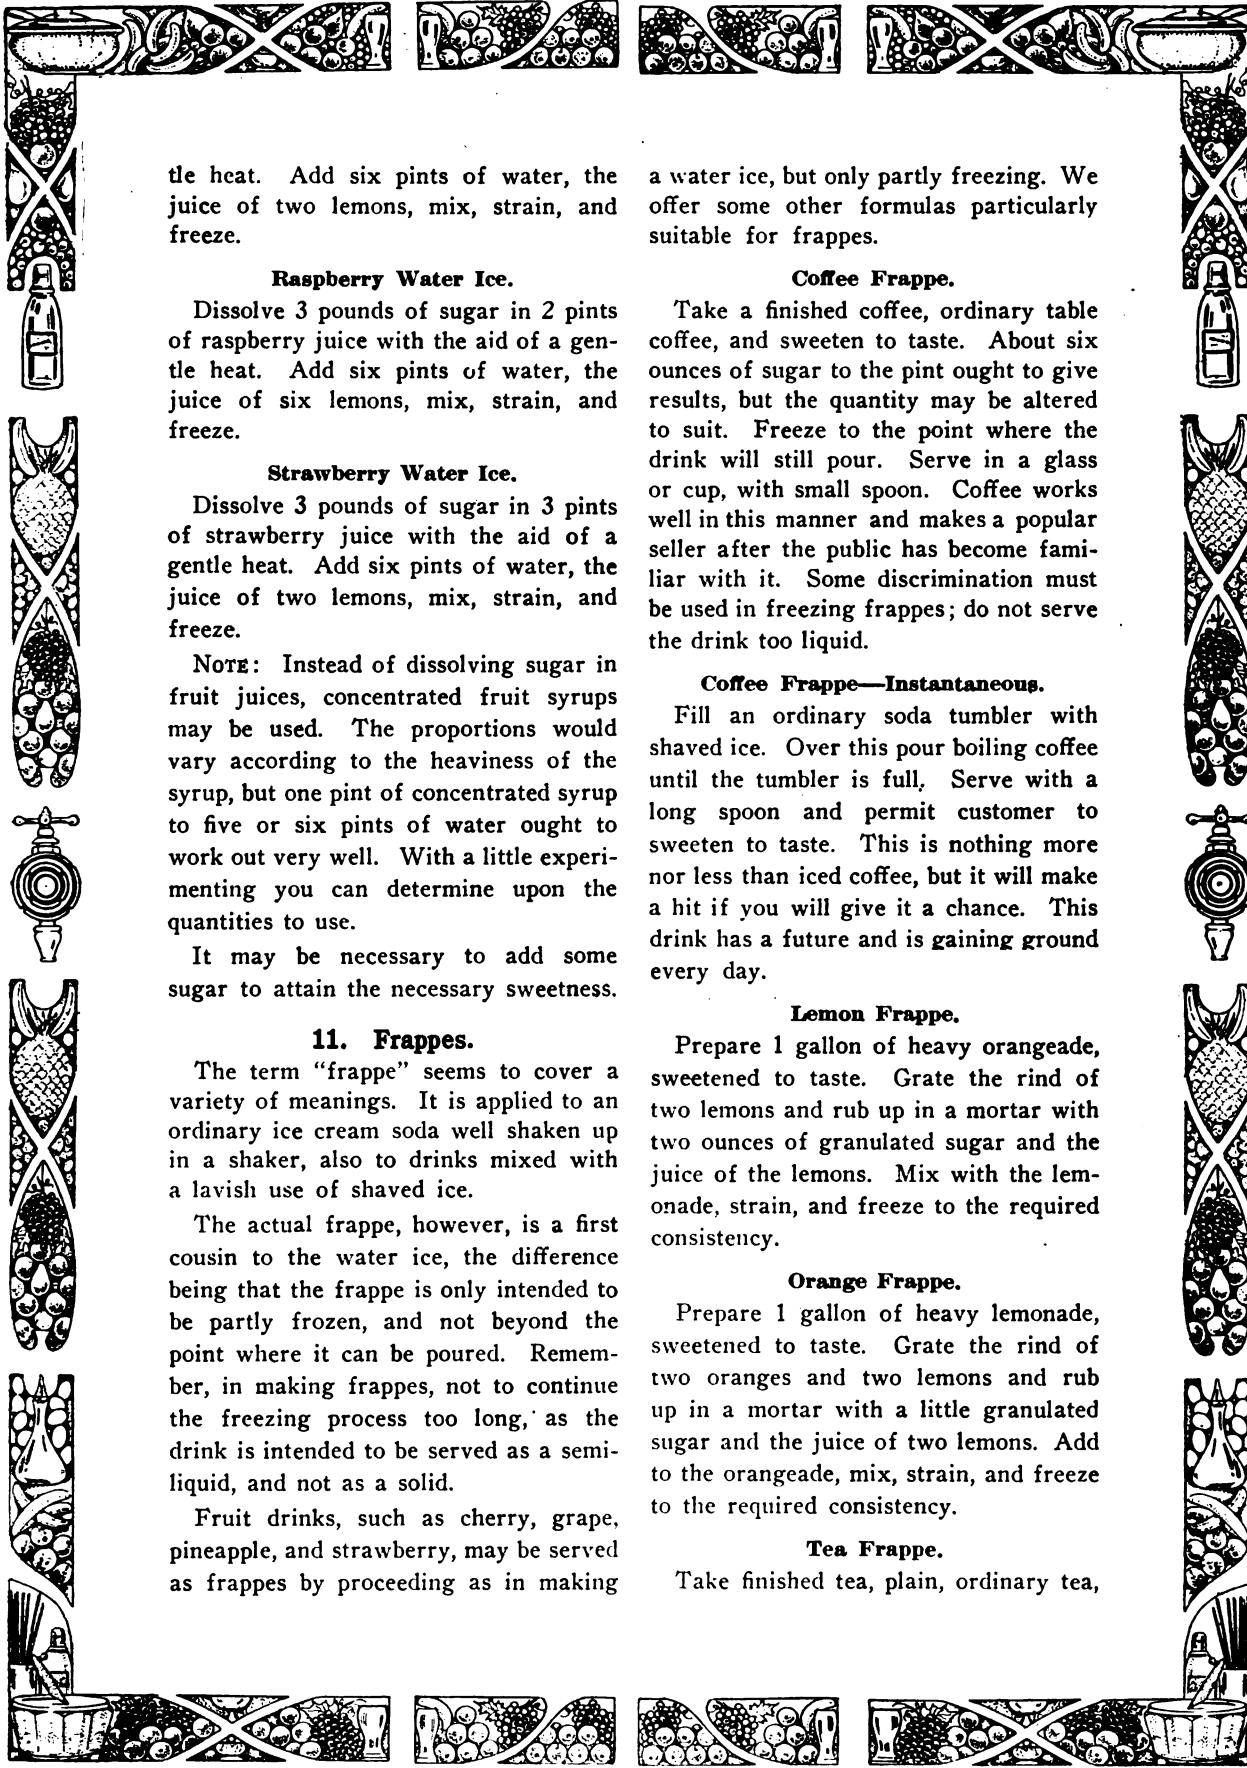 tle heat. Add six pints of water, the
juice of two lemons, mix, strain, and
freeze.
Raspberry Water Ice.
Dissolve 3 pounds of sugar in 2 pints
of raspberry juice with the aid of a gen-
tle heat. Add six pints of water, the
juice of six lemons, mix, strain, and
freeze.
Strawberry Water Ice.
Dissolve 3 pounds of sugar in 3 pints
of strawberry juice with the aid of a
gentle heat. Add six pints of water, the
juice of two lemons, mix, strain, and
freeze.
NOTE: Instead of dissolving sugar in
fruit juices, concentrated fruit syrups
may be used. The proportions would
vary according to the heaviness of the
syrup, but one pint of concentrated syrup
to five or six pints of water ought to
work out very well. With a little experi-
menting you can determine upon the
quantities to use.
It may be necessary to add some
sugar to attain the necessary sweetness.
11. Frappes.
The term "frappe" seems to cover a
variety of meanings. It is applied to an
ordinary ice cream soda well shaken up
in a shaker, also to drinks mixed with
a lavish use of shaved ice.
The actual frappe, however, is a first
cousin to the water ice, the difference
being that the frappe is only intended to
be partly frozen, and not beyond the
point where it can be poured. Remem-
ber, in making frappes, not to continue
the freezing process too long, as the
drink is intended to be served as a semi-
liquid, and not as a solid.
Fruit drinks, such as cherry, grape,
pineapple, and strawberry, may be served
as frappes by proceeding as in making
a water ice, but only partly freezing. We
offer some other formulas particularly
suitable for frappes.
Coffee Frappe.
Take a finished coffee, ordinary table
coffee, and sweeten to taste. About six
ounces of sugar to the pint ought to give
results, but the quantity may be altered
to suit. Freeze to the point where the
drink will still pour. Serve in a glass
or cup, with small spoon. Coffee works
well in this manner and makes a popular
seller after the public has become fami-
liar with it. Some discrimination must
be used in freezing frappes; do not serve
the drink too liquid.
Coffee Frappe—Instantaneous.
Fill an ordinary soda tumbler with
shaved ice. Over this pour boiling coffee
until the tumbler is full. Serve with a
long spoon and permit customer to
sweeten to taste. This is nothing more
nor less than iced coffee, but it will make
a hit if you will give it a chance. This
drink has a future and is gaining ground
every day.
Lemon Frappe.
Prepare 1 gallon of heavy orangeade,
sweetened to taste. Grate the rind of
two lemons and rub up in a mortar with
two ounces of granulated sugar and the
juice of the lemons. Mix with the lem-
onade, strain, and freeze to the required
consistency.
Orange Frappe.
Prepare 1 gallon of heavy lemonade,
sweetened to taste. Grate the rind of
two oranges and two lemons and rub
up in a mortar with a little granulated
sugar and the juice of two lemons. Add
to the orangeade, mix, strain, and freeze
to the required consistency.
Tea Frappe.
Take finished tea, plain, ordinary tea,